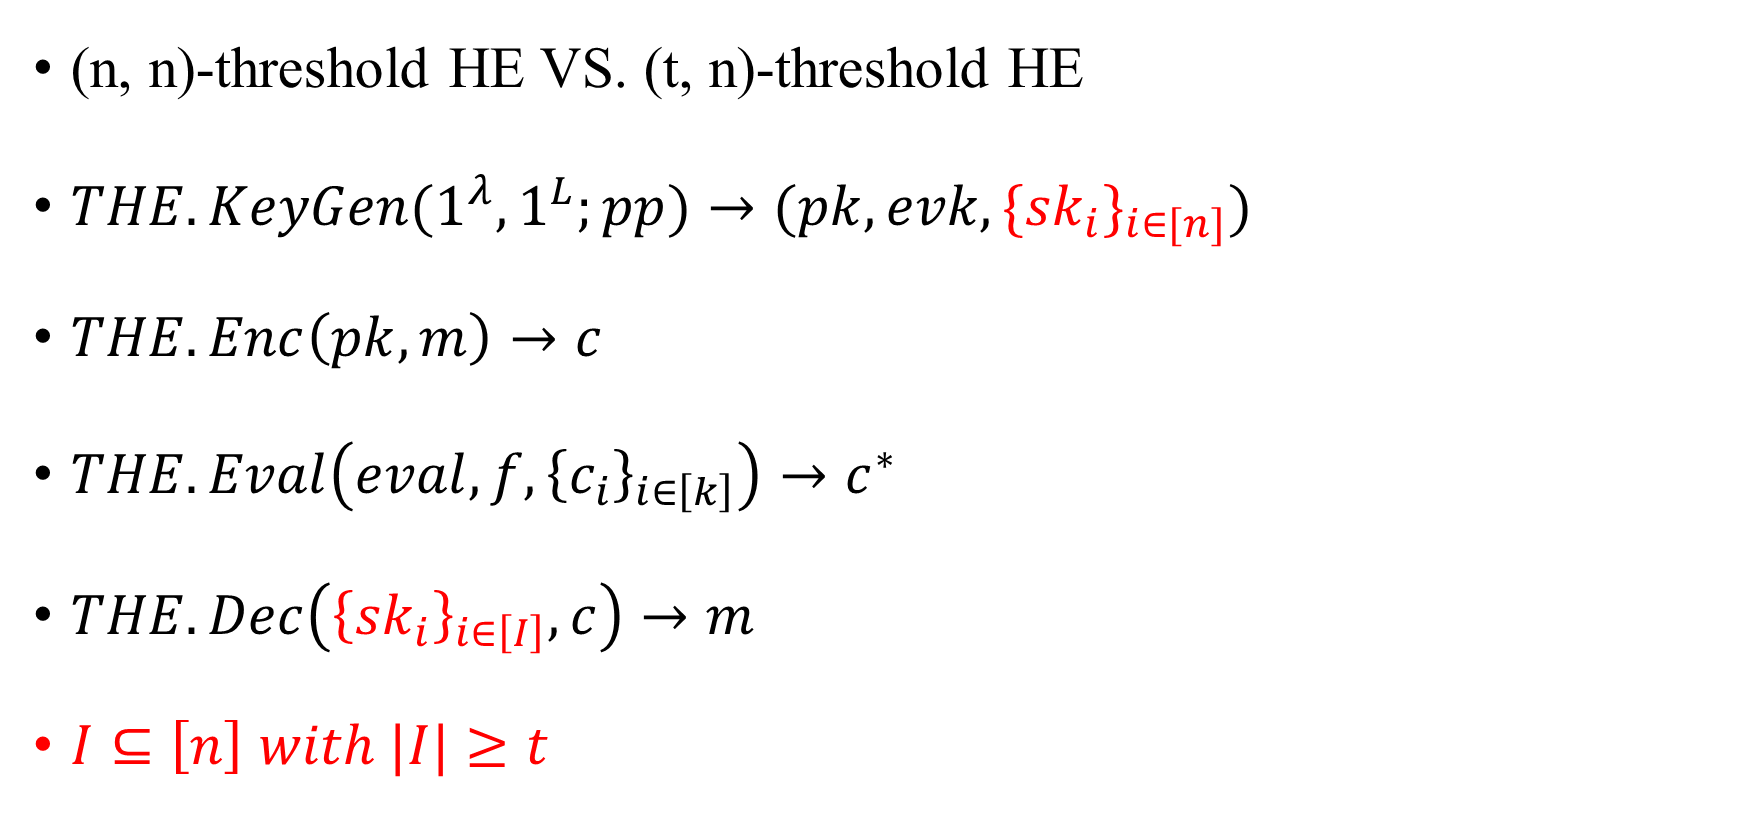 • (n, n)-threshold HE VS. (t, n)-threshold HE
• THE.KeyGen(1^λ, 1^L; pp) → (pk, evk, {sk_i}_{i∈[n]})
• THE.Enc(pk, m) → c
• THE.Eval(eval, f, {c_i}_{i∈[k]}) → c*
• THE.Dec({sk_i}_{i∈[I]}, c) → m
• I ⊆ [n] with |I| ≥ t